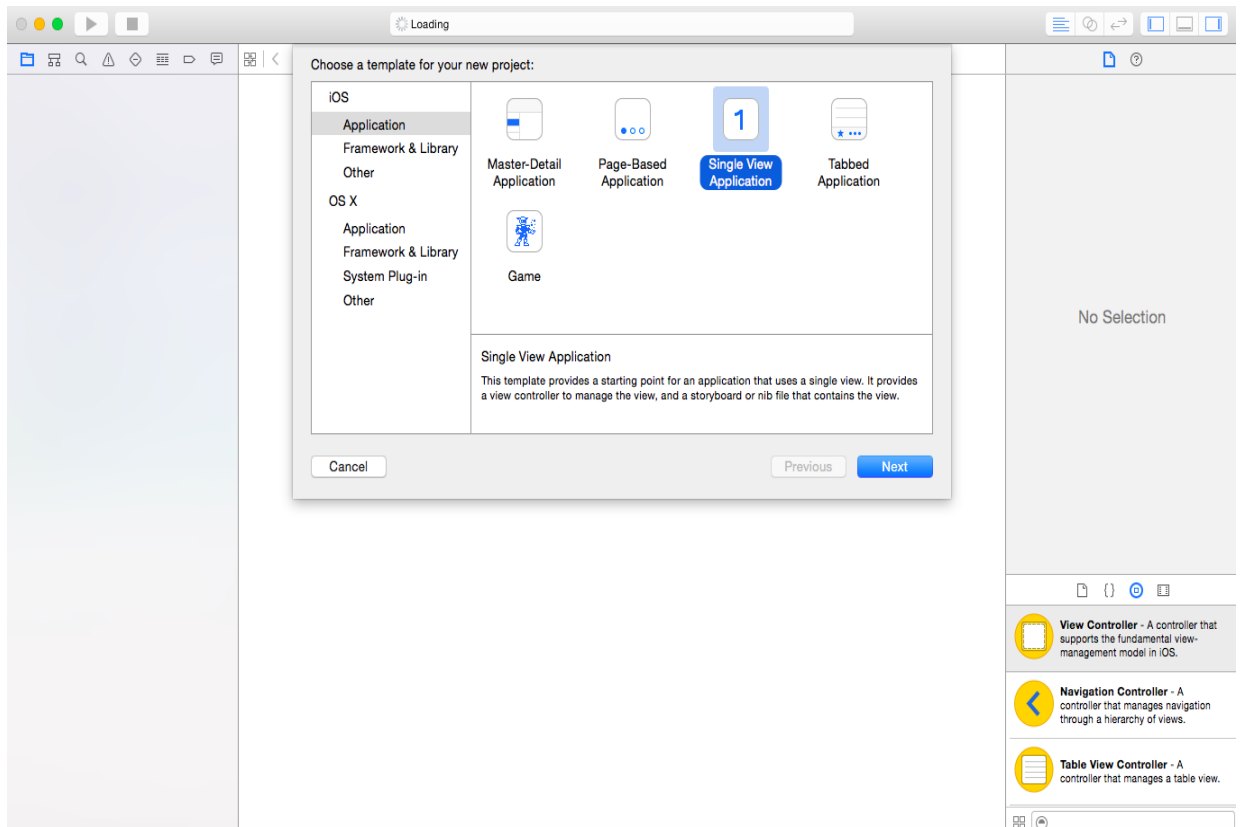 Loading
Choose a template for your new project:
iOS
Application
Framework & Library
Other
OS X
Application
Framework & Library
System Plug-in
Other
Master-Detail
Application
Page-Based
Application
1
Single View
Application
Tabbed
Application
Game
Single View Application
This template provides a starting point for an application that uses a single view. It provides
a view controller to manage the view, and a storyboard or nib file that contains the view.
Cancel
Previous
Next
No Selection
{}
View Controller - A controller that
supports the fundamental view-
management model in iOS.
Navigation Controller - A
controller that manages navigation
through a hierarchy of views.
Table View Controller - A
controller that manages a table view.